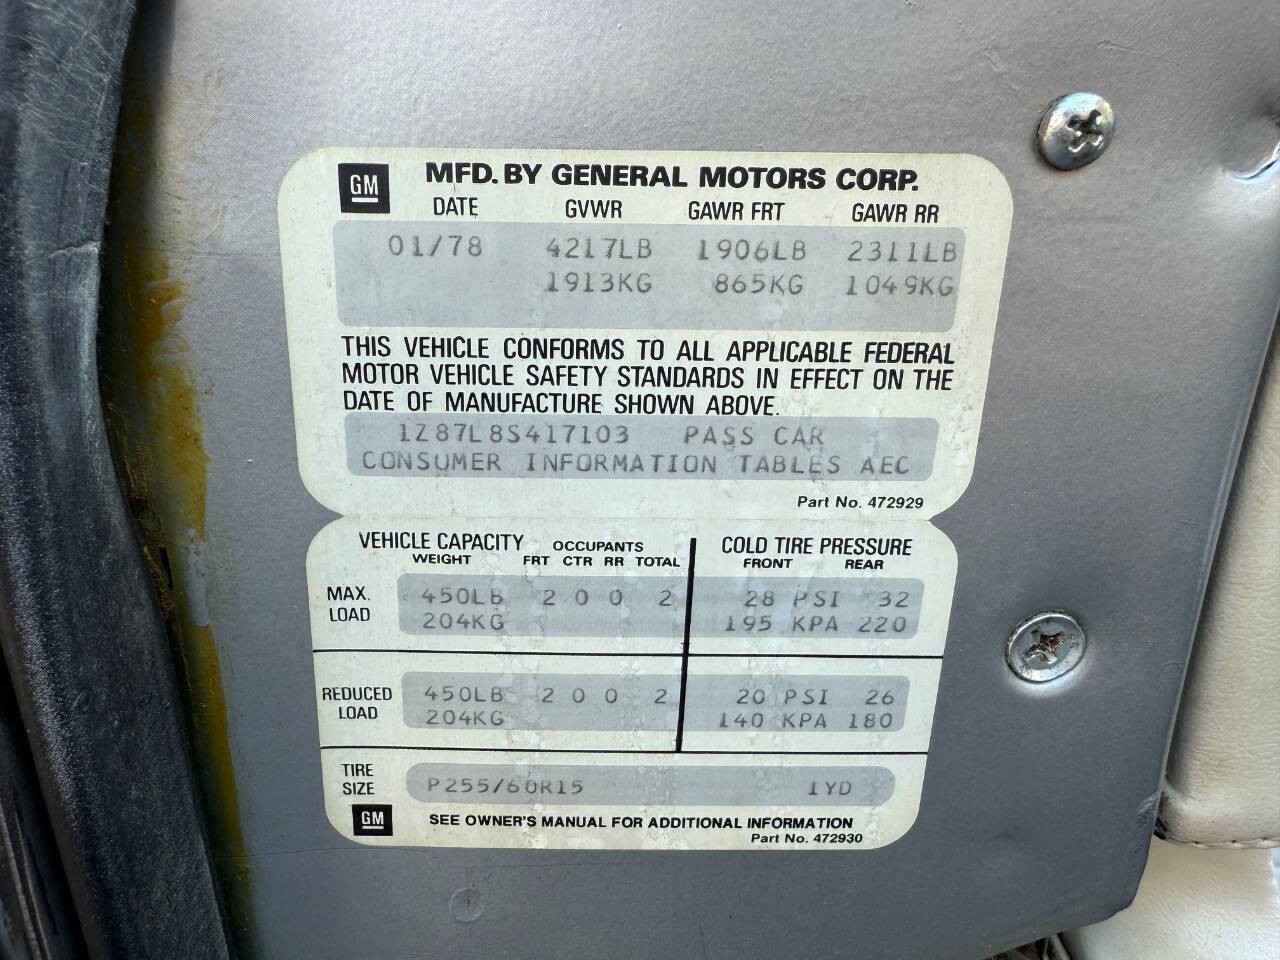 GM MFD. BY GENERAL MOTORS CORP.
DATE GVWR GAWR FRT GAWR RR
01/78 4217LB 1906LB 2311LB
1913KG 865KG 1049KG
THIS VEHICLE CONFORMS TO ALL APPLICABLE FEDERAL
MOTOR VEHICLE SAFETY STANDARDS IN EFFECT ON THE
DATE OF MANUFACTURE SHOWN ABOVE.
1Z87L8S417103 PASS CAR
CONSUMER INFORMATION TABLES AEC
Part No. 472929
VEHICLE CAPACITY OCCUPANTS COLD TIRE PRESSURE
WEIGHT FRT CTR RR TOTAL FRONT REAR
MAX. LOAD 450LB 2 0 0 2 28 PSI 32
204KG 195 KPA 220
REDUCED LOAD 450LB 2 0 0 2 20 PSI 26
204KG 140 KPA 180
TIRE SIZE P255/60R15 1YD
GM SEE OWNER'S MANUAL FOR ADDITIONAL INFORMATION
Part No. 472930